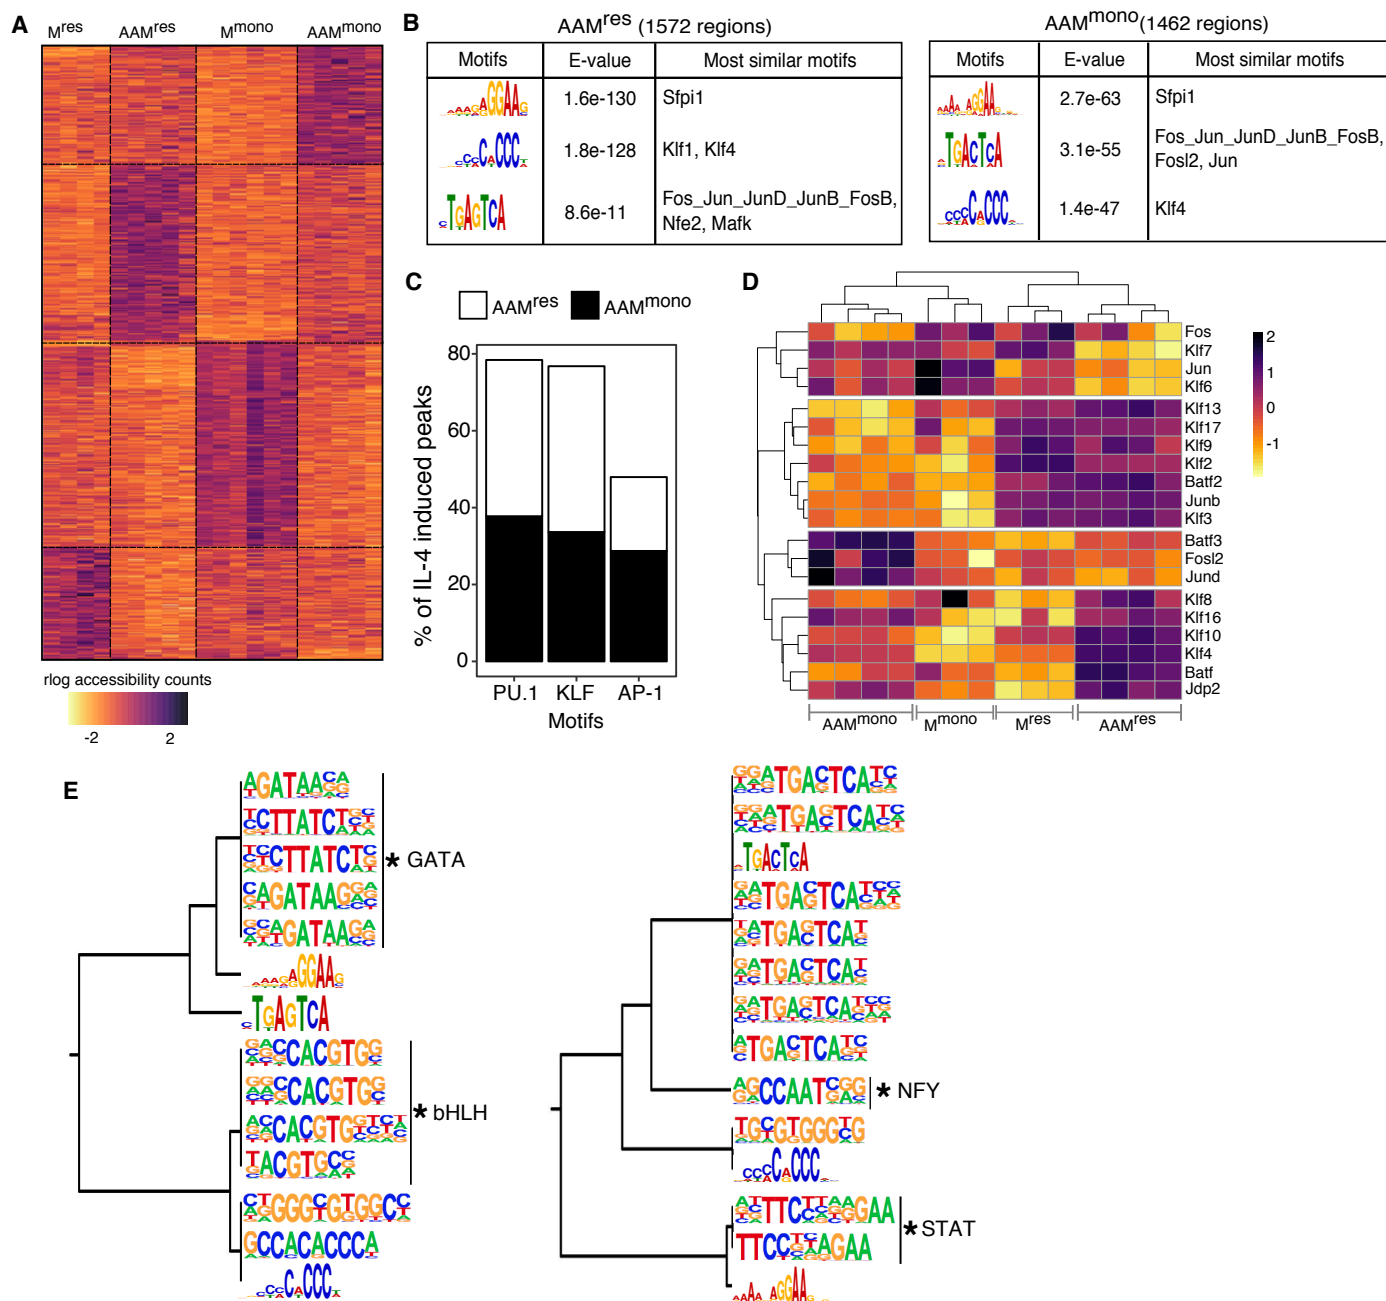 A
Mres
AAMres
Mmono
AAMmono
rlog accessibility counts
-2
2
B
AAMres (1572 regions)
Motifs
E-value
Most similar motifs
1.6e-130
Sfpi1
1.8e-128
Klf1, Klf4
TGAGTCA
8.6e-11
Fos_Jun_JunD_JunB_FosB,
Nfe2, Mafk
AAMmono(1462 regions)
Motifs
E-value
Most similar motifs
2.7e-63
Sfpi1
TGACTCA
3.1e-55
Fos_Jun_JunD_JunB_FosB,
Fosl2, Jun
1.4e-47
Klf4
C
AAMres
AAMmono
% of IL-4 induced peaks
80
60
40
20
0
PU.1
KLF
AP-1
Motifs
D
Fos
Klf7
Jun
Klf6
Klf13
Klf17
Klf9
Klf2
Batf2
Junb
Klf3
Batf3
Fosl2
Jund
Klf8
Klf16
Klf10
Klf4
Batf
Jdp2
2
1
0
-1
AAMmono
Mmono
Mres
AAMres
E
* GATA
TGAGTCA
* bHLH
TGACTCA
* NFY
* STAT